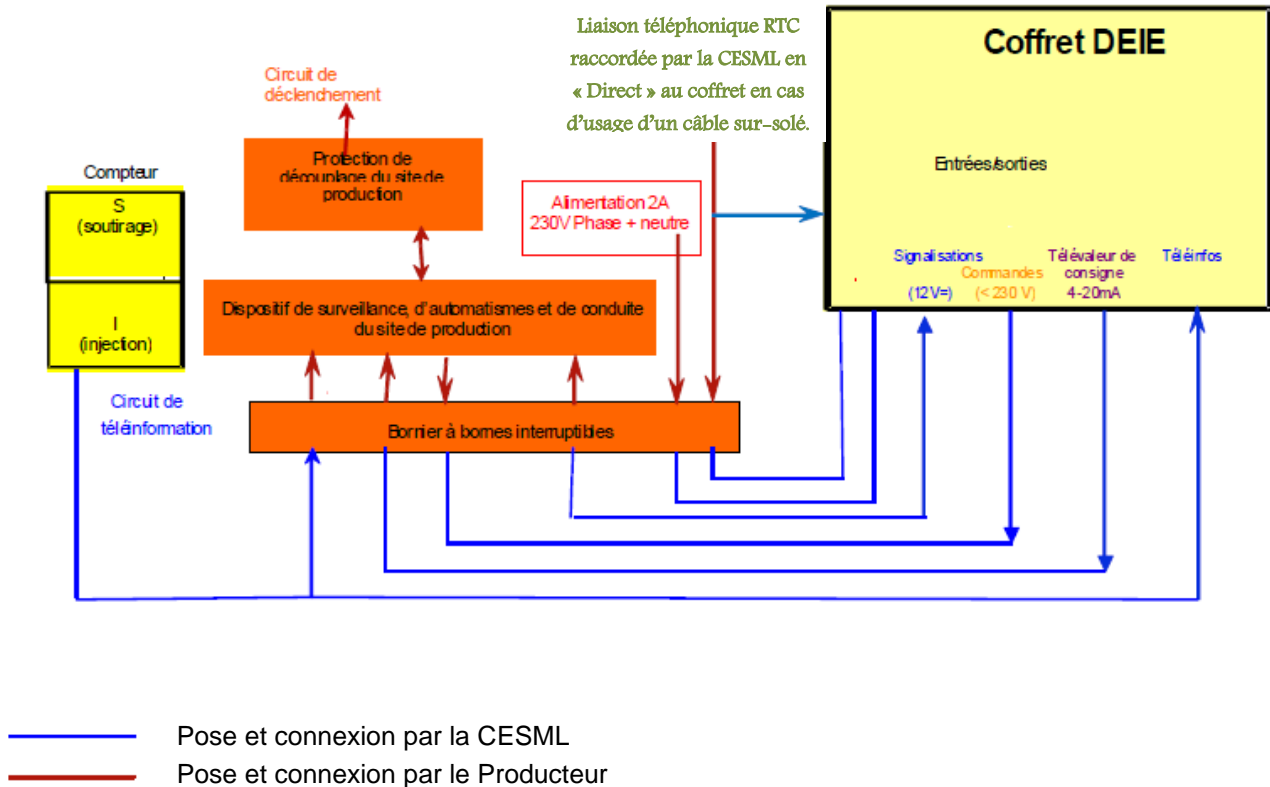 Liaison téléphonique RTC
raccordée par la CESML en
« Direct » au coffret en cas
d'usage d'un câble sur-solé.
Coffret DEIE
Circuit de
déclenchement
Protection de
découplage du site de
production
Entrées/sorties
Compteur
S
(soutirage)
Alimentation 2A
230V Phase + neutre
Signalisations
(12V=)
Commandes
(< 230 V)
Télévaleur de
consigne
4-20mA
Téléinfos
Dispositif de surveillance, d'automatismes et de conduite
du site de production
I
(injection)
Circuit de
téléinformation
Bornier à bornes interruptibles
Pose et connexion par la CESML
Pose et connexion par le Producteur